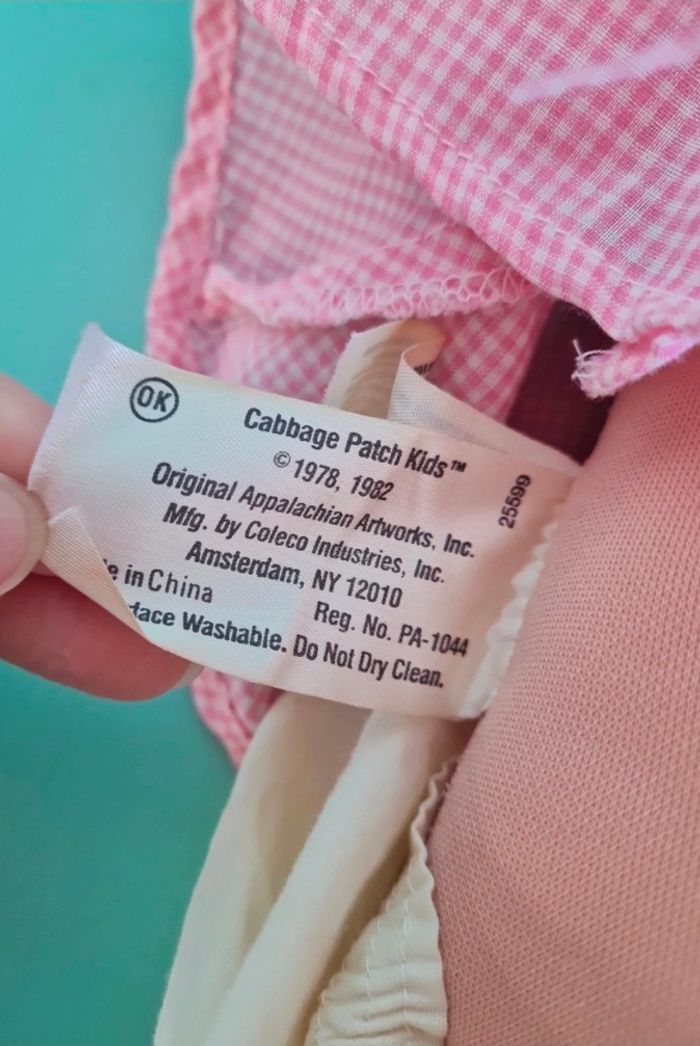 OK
Cabbage Patch Kids™
© 1978, 1982
Original Appalachian Artworks, Inc.
Mfg. by Coleco Industries, Inc.
Amsterdam, NY 12010
in China
Reg. No. PA-1044
Washable. Do Not Dry Clean.
25599